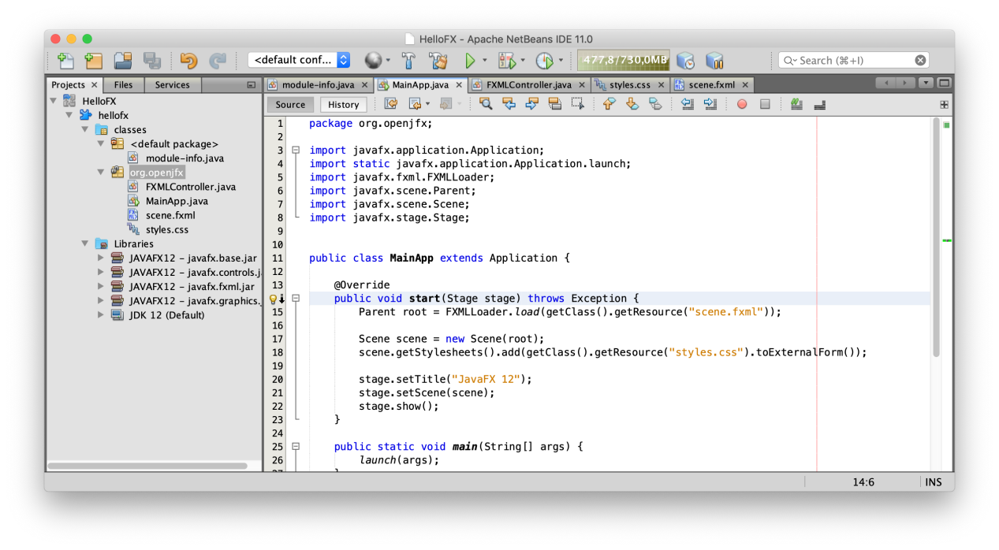 HelloFX - Apache NetBeans IDE 11.0
<default conf...
477,8/730,0MB
Search (⌘+I)
Projects
Files
Services
module-info.java
MainApp.java
FXMLController.java
styles.css
scene.fxml
HelloFX
hellofx
classes
<default package>
module-info.java
org.openjfx
FXMLController.java
MainApp.java
scene.fxml
styles.css
Libraries
JAVAFX12 - javafx.base.jar
JAVAFX12 - javafx.controls.j
JAVAFX12 - javafx.fxml.jar
JAVAFX12 - javafx.graphics.
JDK 12 (Default)
Source History
1 package org.openjfx;
2
3 import javafx.application.Application;
4 import static javafx.application.Application.launch;
5 import javafx.fxml.FXMLLoader;
6 import javafx.scene.Parent;
7 import javafx.scene.Scene;
8 import javafx.stage.Stage;
9
10
11 public class MainApp extends Application {
12
13     @Override
    public void start(Stage stage) throws Exception {
15         Parent root = FXMLLoader.load(getClass().getResource("scene.fxml"));
16
17         Scene scene = new Scene(root);
18         scene.getStylesheets().add(getClass().getResource("styles.css").toExternalForm());
19
20         stage.setTitle("JavaFX 12");
21         stage.setScene(scene);
22         stage.show();
23     }
24
25     public static void main(String[] args) {
26         launch(args);
14:6 INS